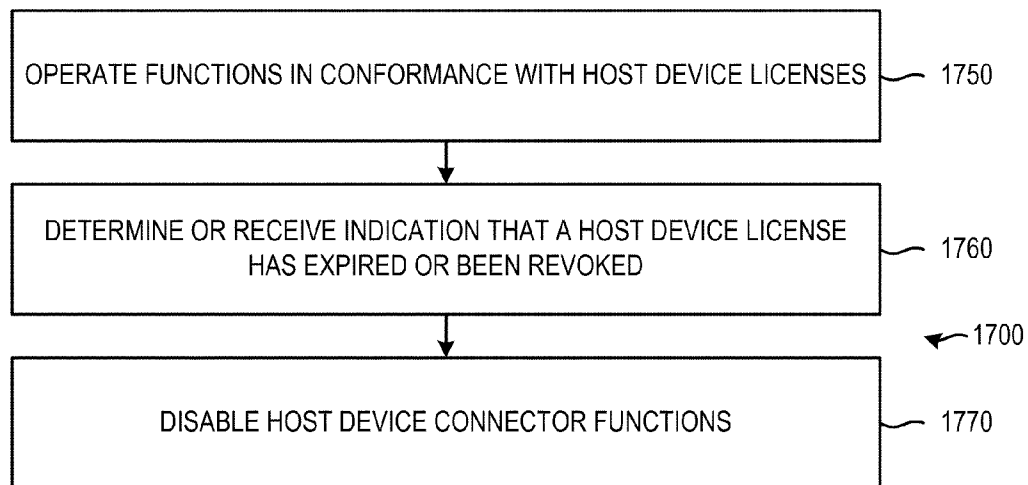 OPERATE FUNCTIONS IN CONFORMANCE WITH HOST DEVICE LICENSES
1750
DETERMINE OR RECEIVE INDICATION THAT A HOST DEVICE LICENSE
HAS EXPIRED OR BEEN REVOKED
1760
1700
DISABLE HOST DEVICE CONNECTOR FUNCTIONS
1770